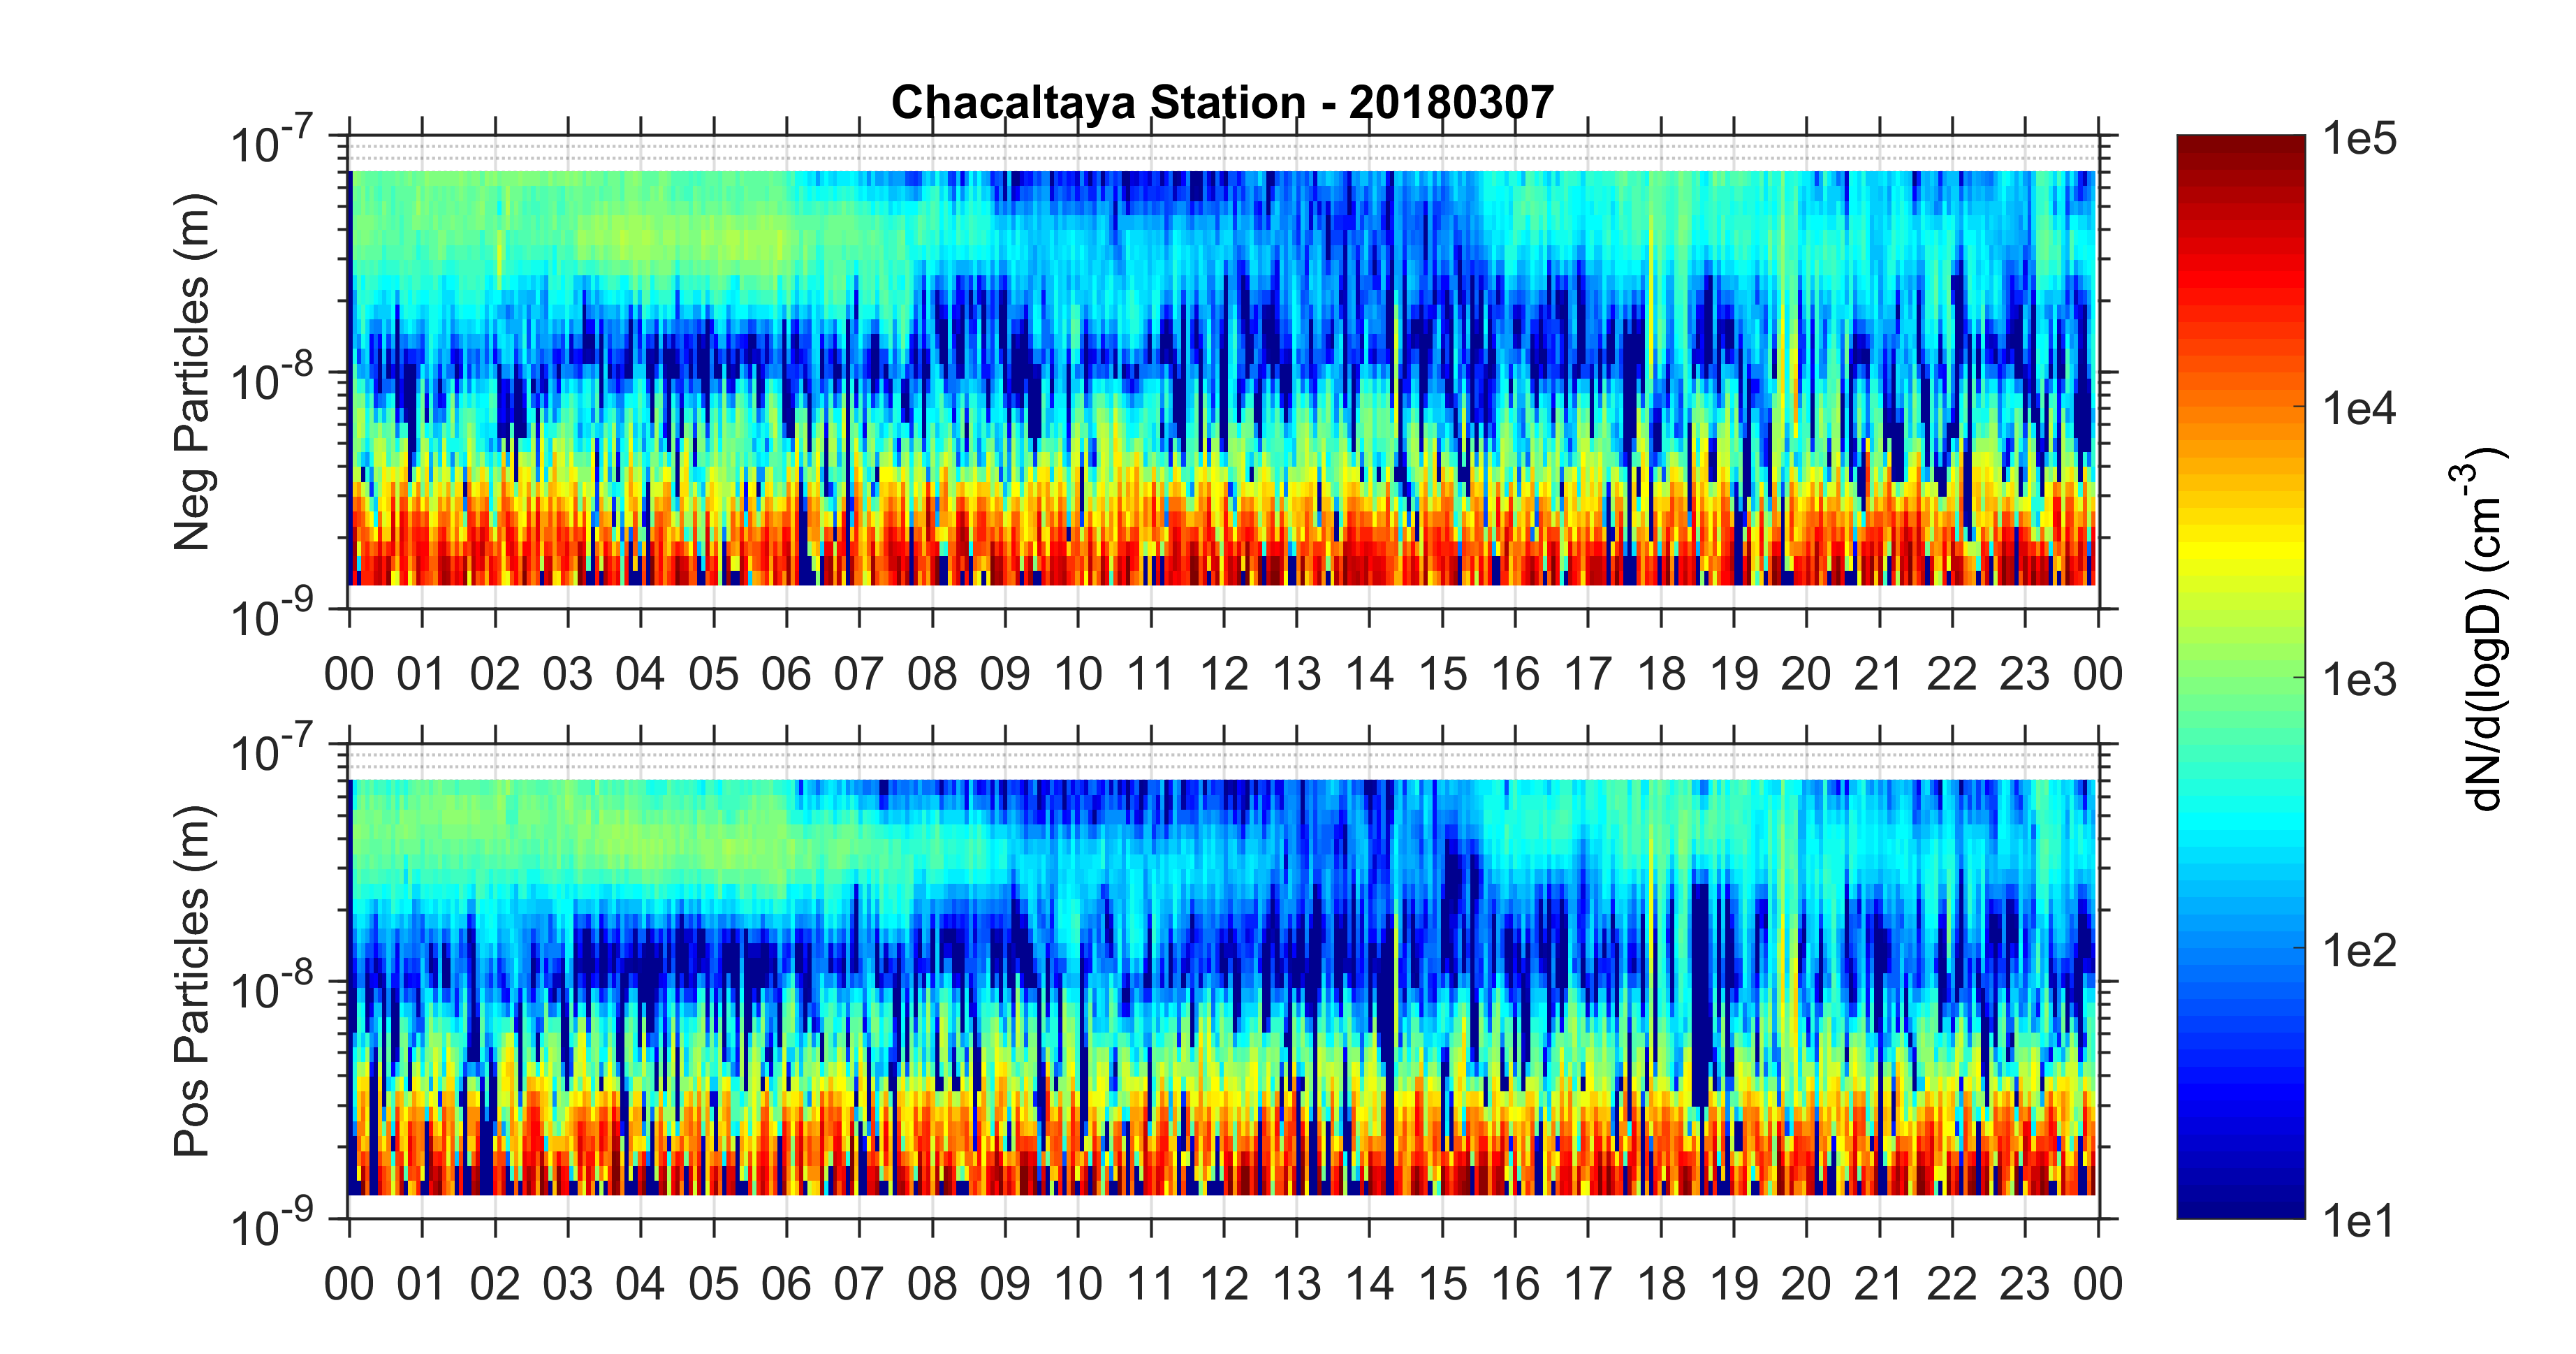 Chacaltaya Station - 20180307
Neg Particles (m)
10-7
10-8
10-9
00 01 02 03 04 05 06 07 08 09 10 11 12 13 14 15 16 17 18 19 20 21 22 23 00
Pos Particles (m)
10-7
10-8
10-9
00 01 02 03 04 05 06 07 08 09 10 11 12 13 14 15 16 17 18 19 20 21 22 23 00
1e5
1e4
1e3
1e2
1e1
dN/d(logD) (cm-3)